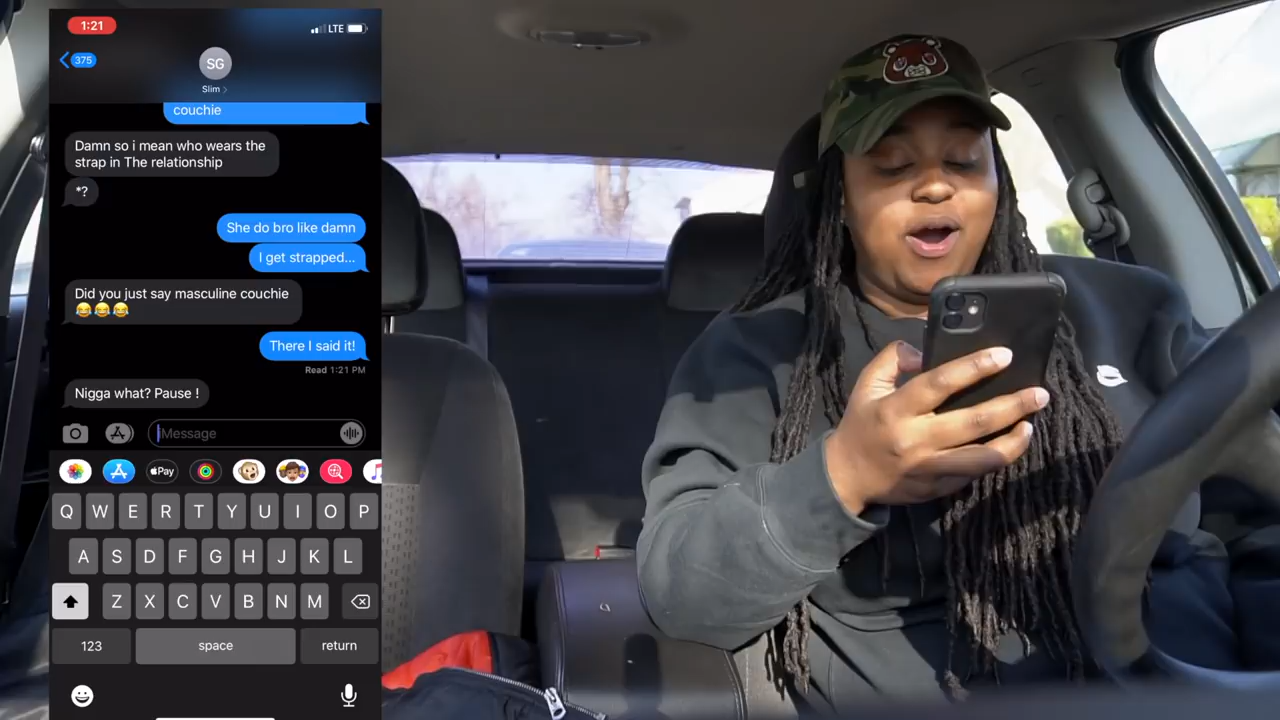 1:21
LTE
375
SG
Slim
couchie
Damn so i mean who wears the
strap in The relationship
*?
She do bro like damn
I get strapped...
Did you just say masculine couchie
😂😂😂
There I said it!
Read 1:21 PM
Nigga what? Pause !
Message
Pay
Q W E R T Y U I O P
A S D F G H J K L
Z X C V B N M
123 space return